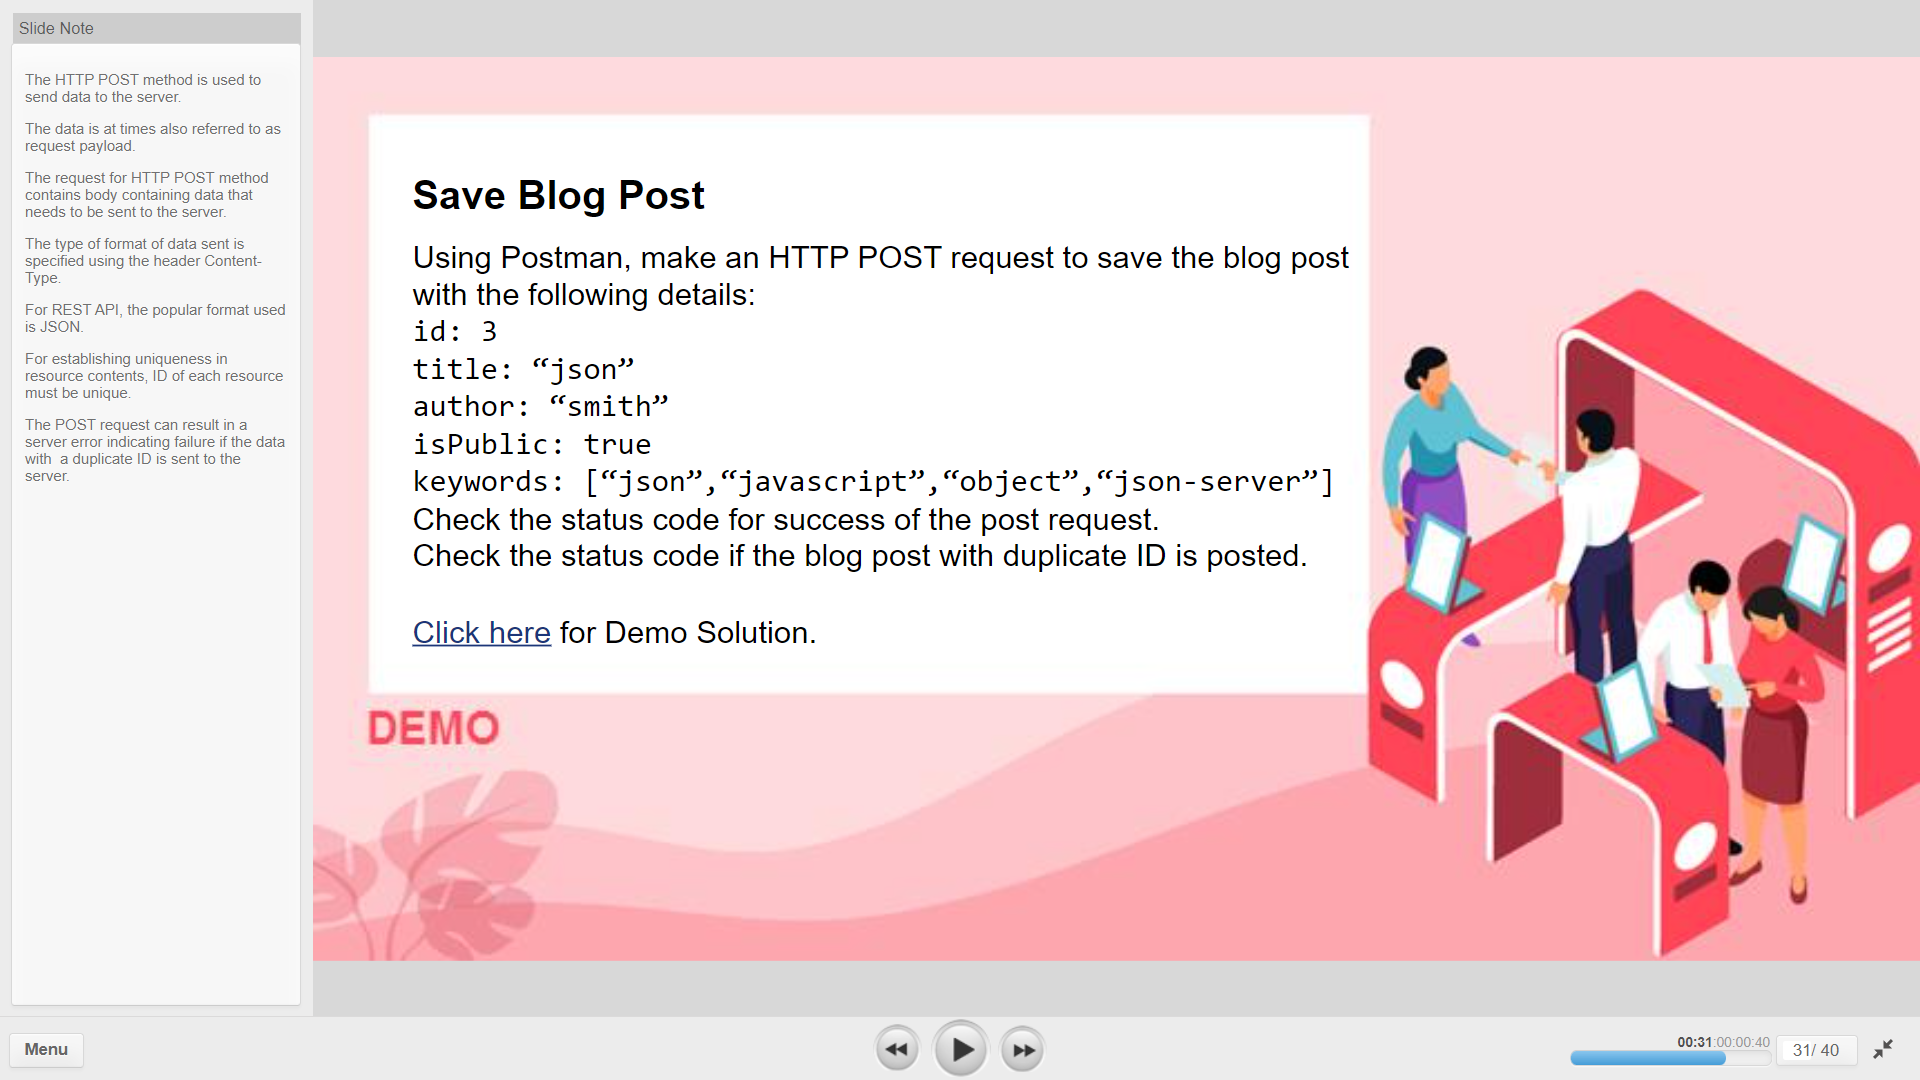 Slide Note
The HTTP POST method is used to
send data to the server.
The data is at times also referred to as
request payload.
The request for HTTP POST method
contains body containing data that
needs to be sent to the server.
The type of format of data sent is
specified using the header Content-
Type.
For REST API, the popular format used
is JSON.
For establishing uniqueness in
resource contents, ID of each resource
must be unique.
The POST request can result in a
server error indicating failure if the data
with  a duplicate ID is sent to the
server.
Save Blog Post
Using Postman, make an HTTP POST request to save the blog post
with the following details:
id: 3
title: “json”
author: “smith”
isPublic: true
keywords: [“json”,“javascript”,“object”,“json-server”]
Check the status code for success of the post request.
Check the status code if the blog post with duplicate ID is posted.
Click here for Demo Solution.
DEMO
Menu
00:31:00:00:40
31/ 40